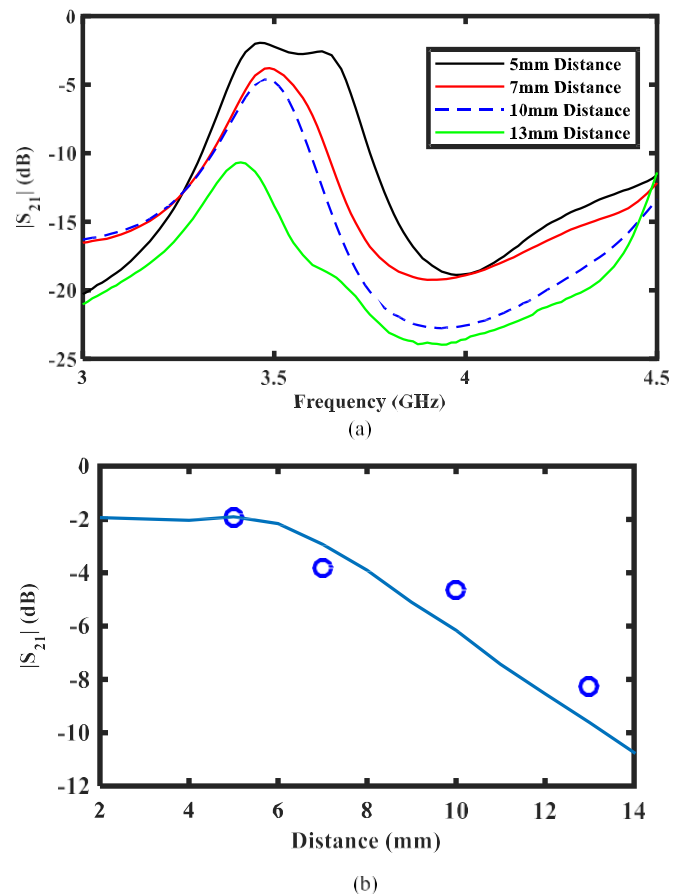 0
-5
-10
-15
-20
-25
|S21| (dB)
5mm Distance
7mm Distance
10mm Distance
13mm Distance
3 3.5 4 4.5
Frequency (GHz)
(a)
0
-2
-4
-6
-8
-10
-12
|S21| (dB)
2 4 6 8 10 12 14
Distance (mm)
(b)